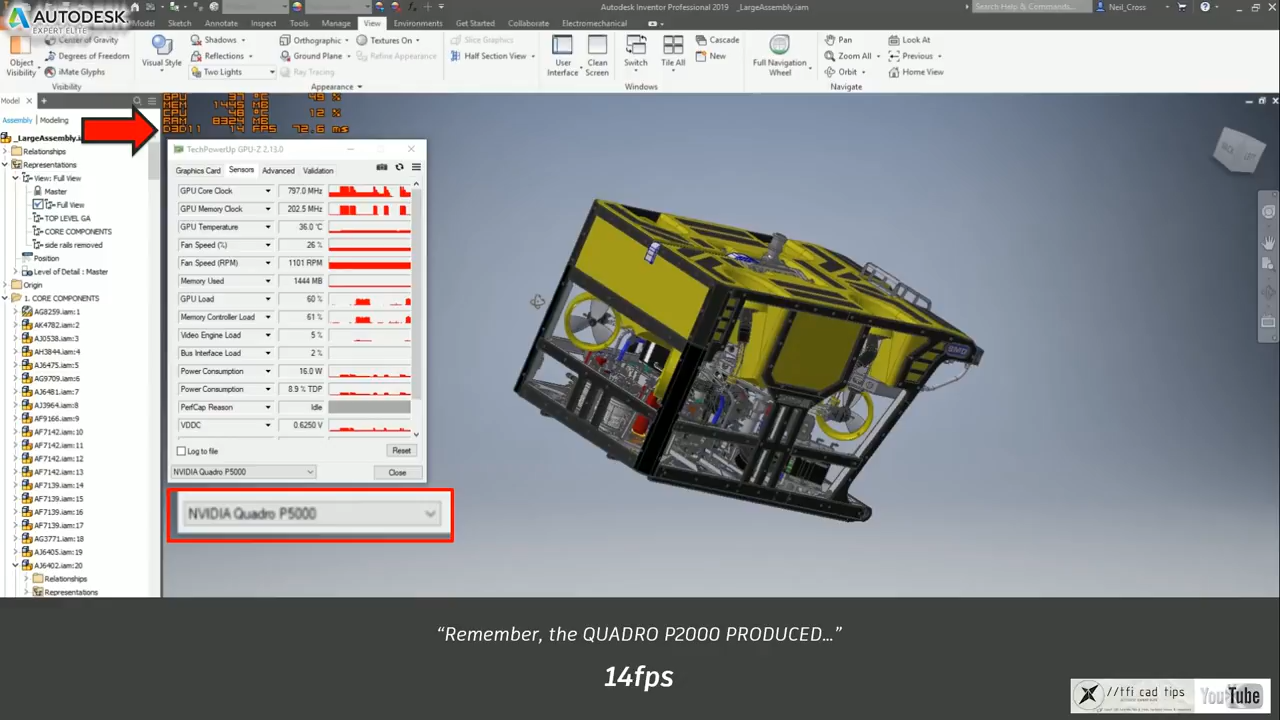 AUTODESK
EXPERT ELITE
Autodesk Inventor Professional 2019 _LargeAssembly.iam
Search Help & Commands...
Neil_Cross
Model Sketch Annotate Inspect Tools Manage View Environments Get Started Collaborate Electromechanical
Object Visibility
Center of Gravity
Degrees of Freedom
iMate Glyphs
Visibility
Visual Style
Shadows
Reflections
Two Lights
Orthographic
Ground Plane
Ray Tracing
Textures On
Refine Appearance
Appearance
Slice Graphics
Half Section View
User Interface
Clean Screen
Switch
Tile All
Cascade
New
Windows
Full Navigation Wheel
Pan
Zoom All
Orbit
Look At
Previous
Home View
Navigate
Model
Assembly Modeling
_LargeAssembly.ia
Relationships
Representations
View: Full View
Master
Full View
TOP LEVEL GA
CORE COMPONENTS
side rails removed
Position
Level of Detail : Master
Origin
1. CORE COMPONENTS
AG8259.iam:1
AK4782.iam:2
AJ0538.iam:3
AH3844.iam:4
AJ6475.iam:5
AG9709.iam:6
AJ6481.iam:7
AJ3964.iam:8
AF9166.iam:9
AF7142.iam:10
AF7142.iam:11
AF7142.iam:12
AF7142.iam:13
AF7139.iam:14
AF7139.iam:15
AF7139.iam:16
AF7139.iam:17
AG3771.iam:18
AJ6405.iam:19
AJ6402.iam:20
Relationships
Representations
GPU 37 °C 49 %
MEM 1445 MB
CPU 48 °C 12 %
RAM 8324 MB
D3D11 14 FPS 72.6 ms
TechPowerUp GPU-Z 2.13.0
Graphics Card Sensors Advanced Validation
GPU Core Clock 797.0 MHz
GPU Memory Clock 202.5 MHz
GPU Temperature 36.0 °C
Fan Speed (%) 26 %
Fan Speed (RPM) 1101 RPM
Memory Used 1444 MB
GPU Load 60 %
Memory Controller Load 61 %
Video Engine Load 5 %
Bus Interface Load 2 %
Power Consumption 16.0 W
Power Consumption 8.9 % TDP
PerfCap Reason Idle
VDDC 0.6250 V
Log to file
Reset
NVIDIA Quadro P5000
Close
NVIDIA Quadro P5000
“Remember, the QUADRO P2000 PRODUCED...”
14fps
//tfi cad tips
YouTube